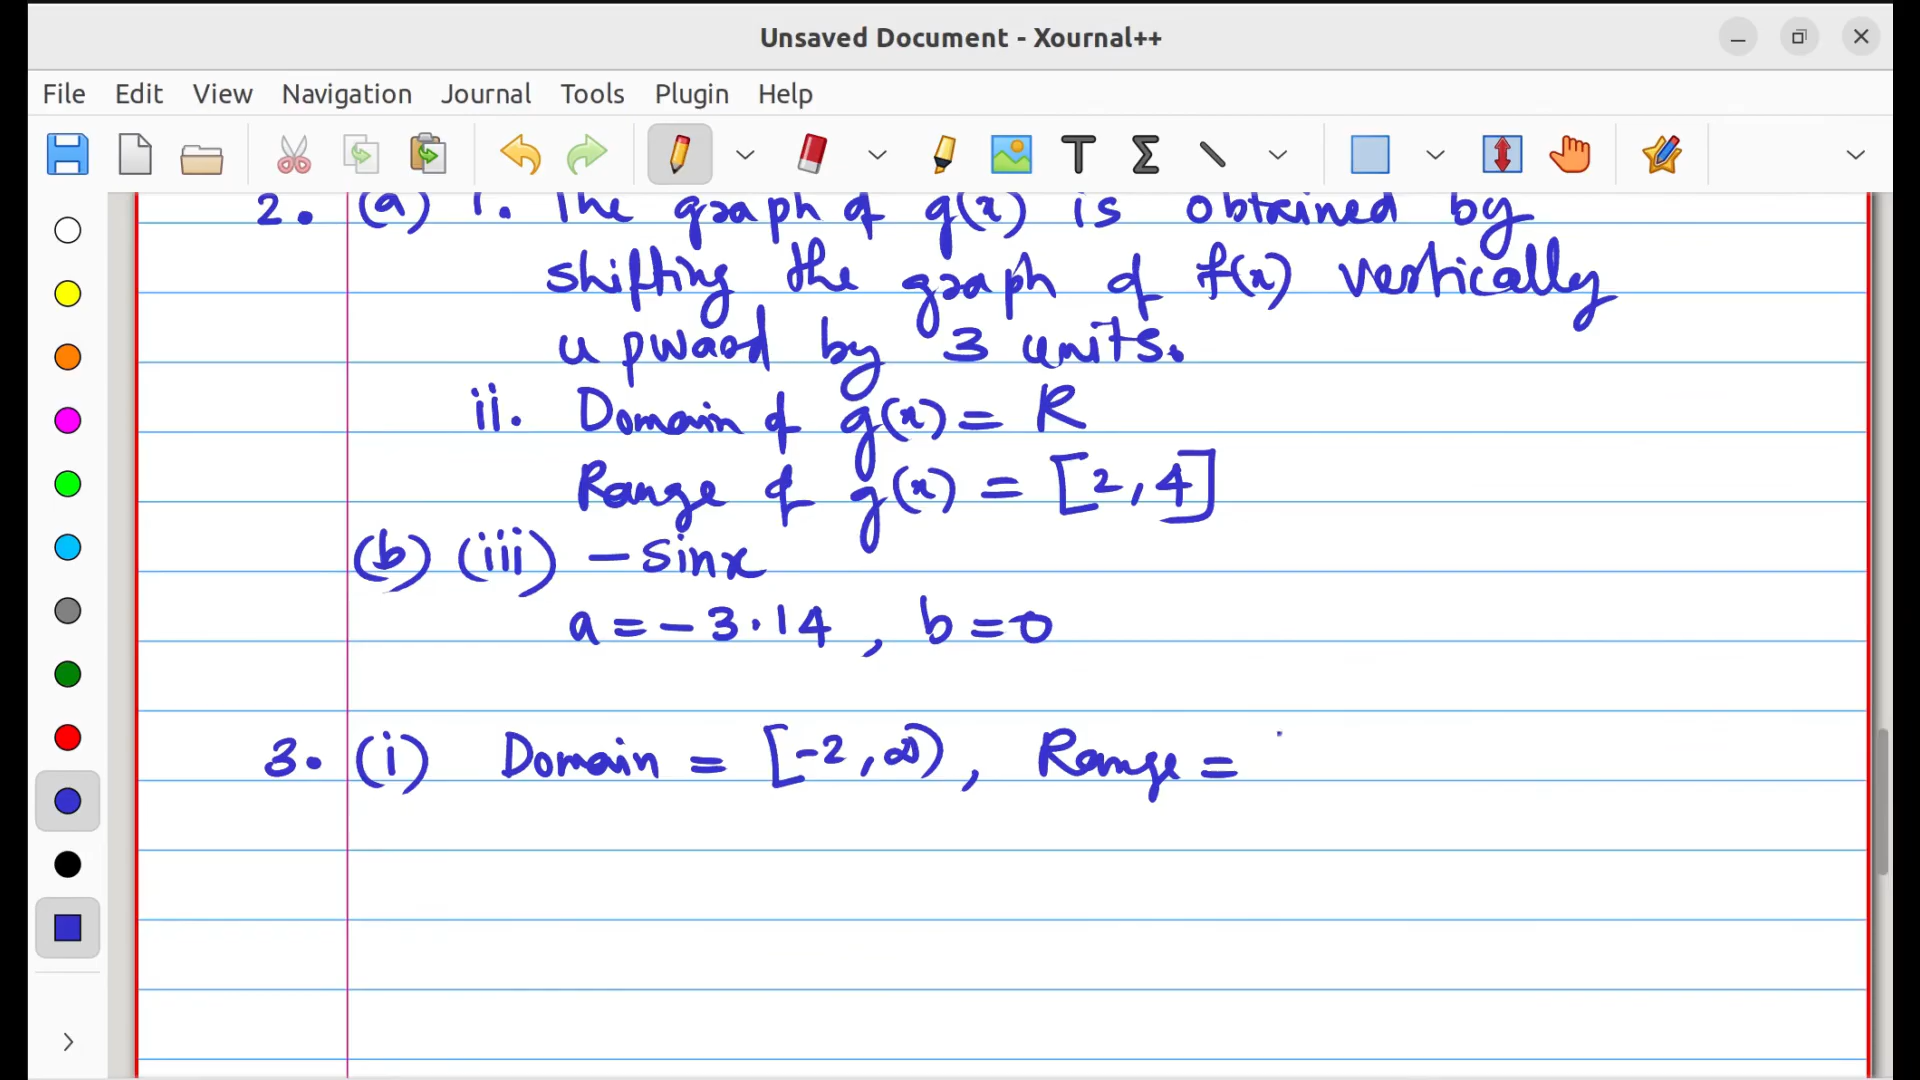 Unsaved Document - Xournal++
File Edit View Navigation Journal Tools Plugin Help
2. (a) i. The graph of g(x) is obtained by
shifting the graph of f(x) vertically
upward by 3 units.
ii. Domain of g(x) = R
Range of g(x) = [2, 4]
(b) (iii) - sinx
a = - 3.14 , b = 0
3. (i) Domain = [-2, ∞) , Range =